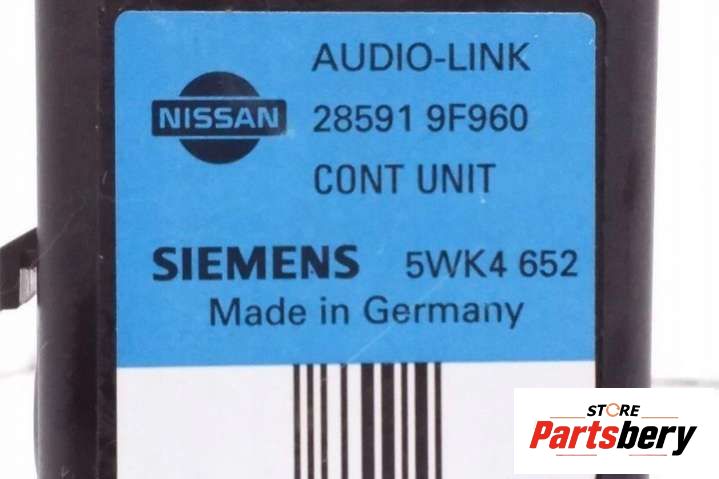 AUDIO-LINK
NISSAN 28591 9F960
CONT UNIT
SIEMENS 5WK4 652
Made in Germany
STORE
Partsbery